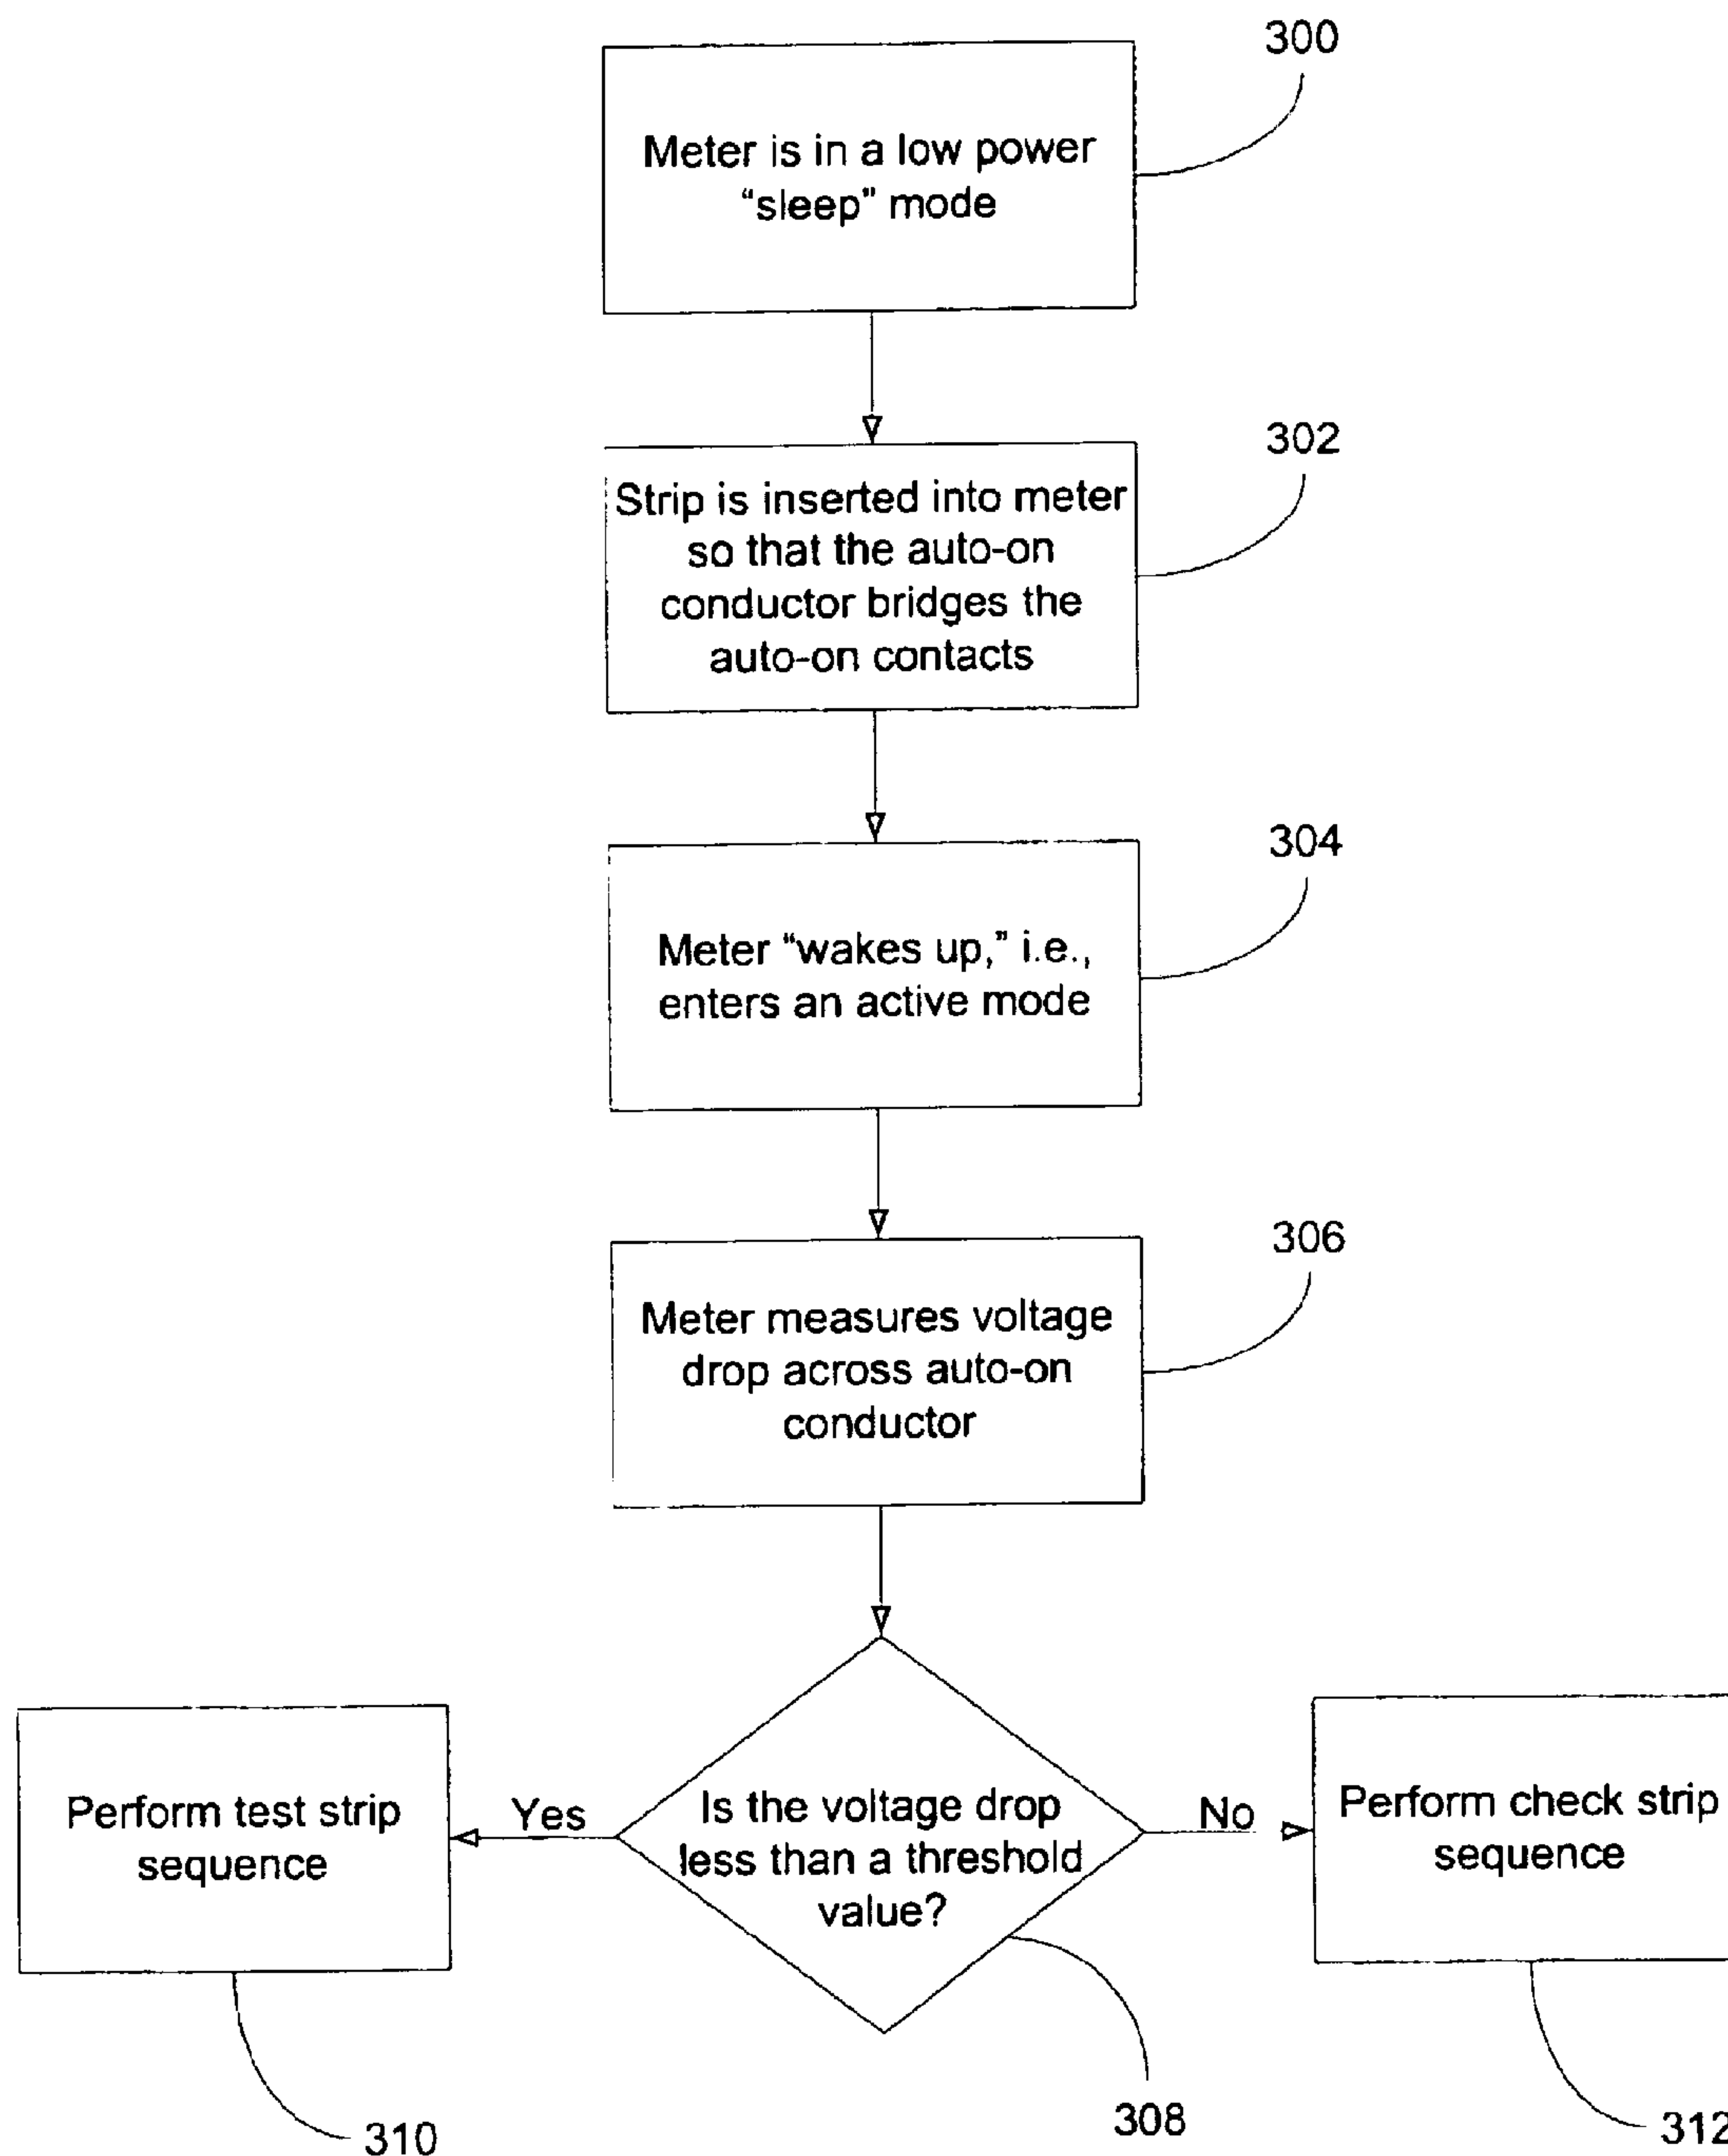 300
Meter is in a low power
“sleep” mode
302
Strip is inserted into meter
so that the auto-on
conductor bridges the
auto-on contacts
304
Meter “wakes up,” i.e.,
enters an active mode
306
Meter measures voltage
drop across auto-on
conductor
Perform test strip
sequence
Yes
Is the voltage drop
less than a threshold
value?
No
Perform check strip
sequence
310
308
312